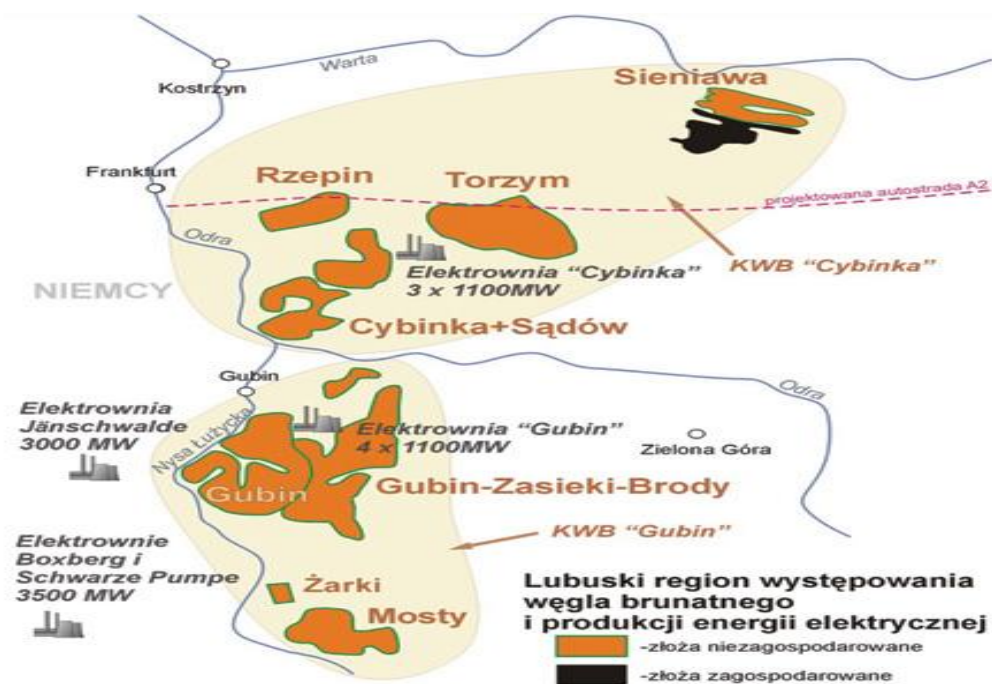 Warta
Sieniawa
Kostrzyn
Frankfurt
Rzepin
Torzym
projektowana autostrada A2
Odra
Elektrownia "Cybinka"
3 x 1100MW
KWB "Cybinka"
NIEMCY
Cybinka+Sądów
Gubin
Odra
Elektrownia
Jänschwalde
3000 MW
Nysa Łużycka
Elektrownia "Gubin"
4 x 1100MW
Zielona Góra
Gubin
Gubin-Zasieki-Brody
KWB "Gubin"
Elektrownie
Boxberg i
Schwarze Pumpe
3500 MW
Żarki
Mosty
Lubuski region występowania
węgla brunatnego
i produkcji energii elektrycznej
-złoża niezagospodarowane
-złoża zagospodarowane